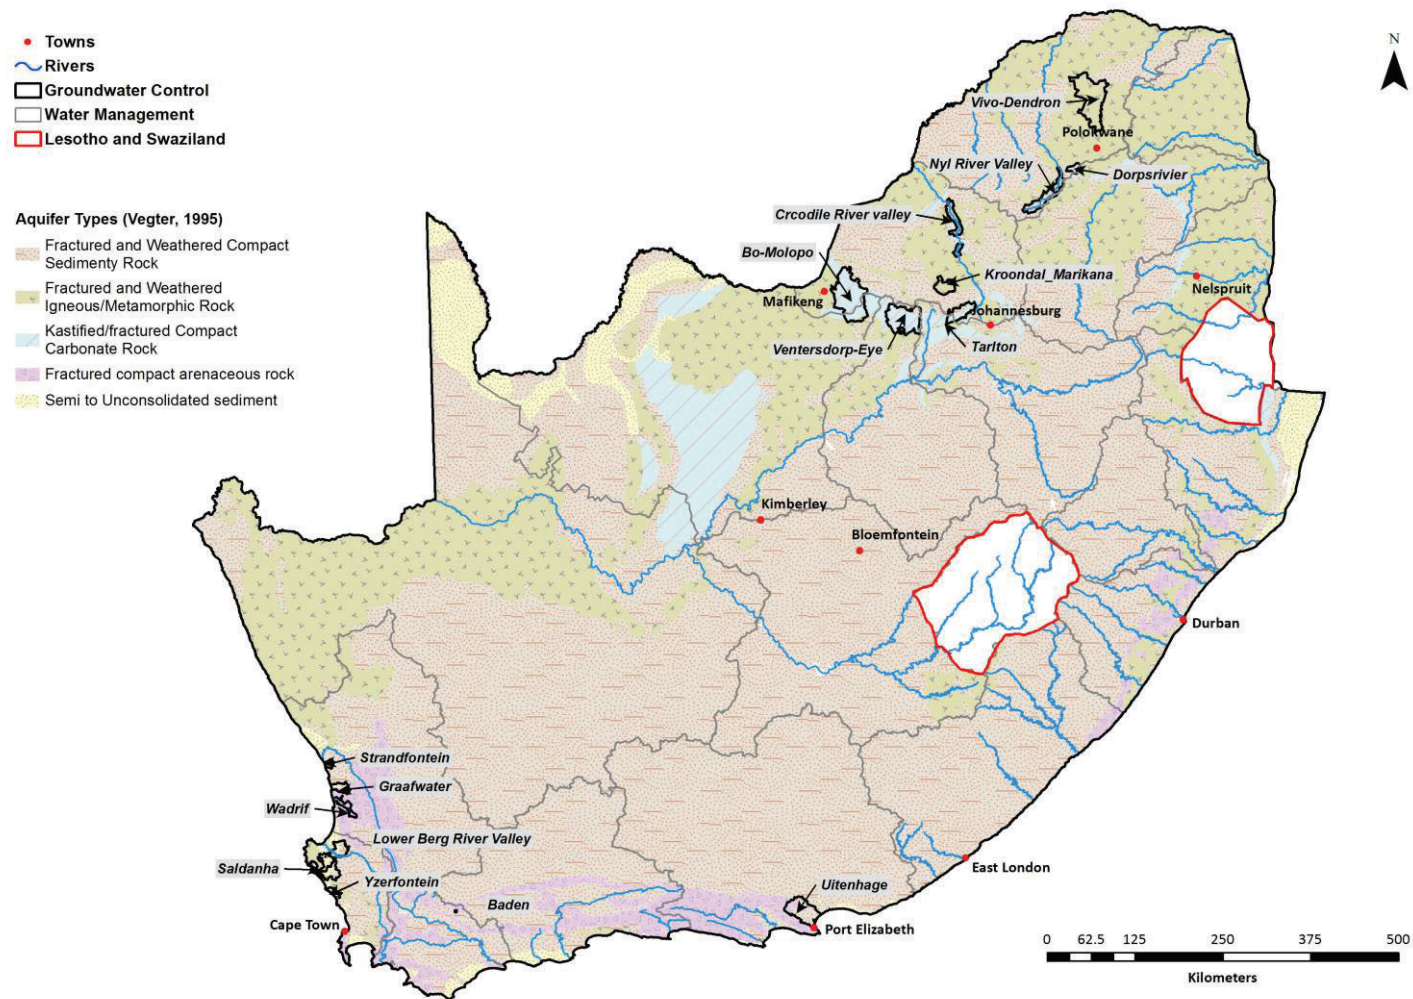 Towns
Rivers
Groundwater Control
Water Management
Lesotho and Swaziland
Aquifer Types (Vegter, 1995)
Fractured and Weathered Compact
Sedimenty Rock
Fractured and Weathered
Igneous/Metamorphic Rock
Kastified/fractured Compact
Carbonate Rock
Fractured compact arenaceous rock
Semi to Unconsolidated sediment
N
Vivo-Dendron
Polokwane
Nyl River Valley
Dorpsrivier
Crcodile River valley
Bo-Molopo
Kroondal_Marikana
Mafikeng
Nelspruit
Johannesburg
Ventersdorp-Eye
Tarlton
Kimberley
Bloemfontein
Durban
Strandfontein
Graafwater
Wadrif
Lower Berg River Valley
Saldanha
Yzerfontein
Baden
Uitenhage
East London
Cape Town
Port Elizabeth
0 62.5 125 250 375 500
Kilometers